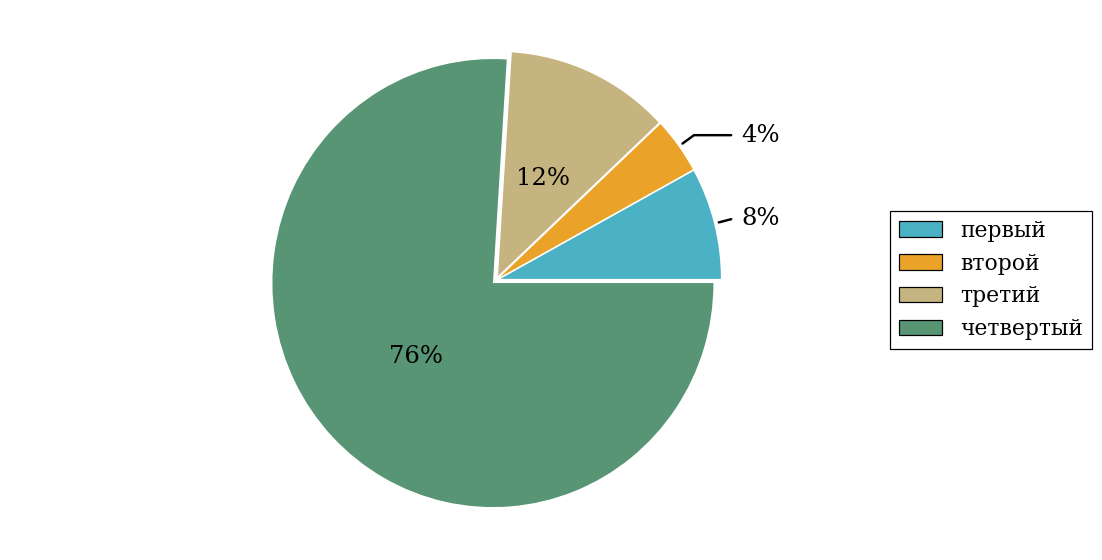 4%
12%
8%
76%
первый
второй
третий
четвертый